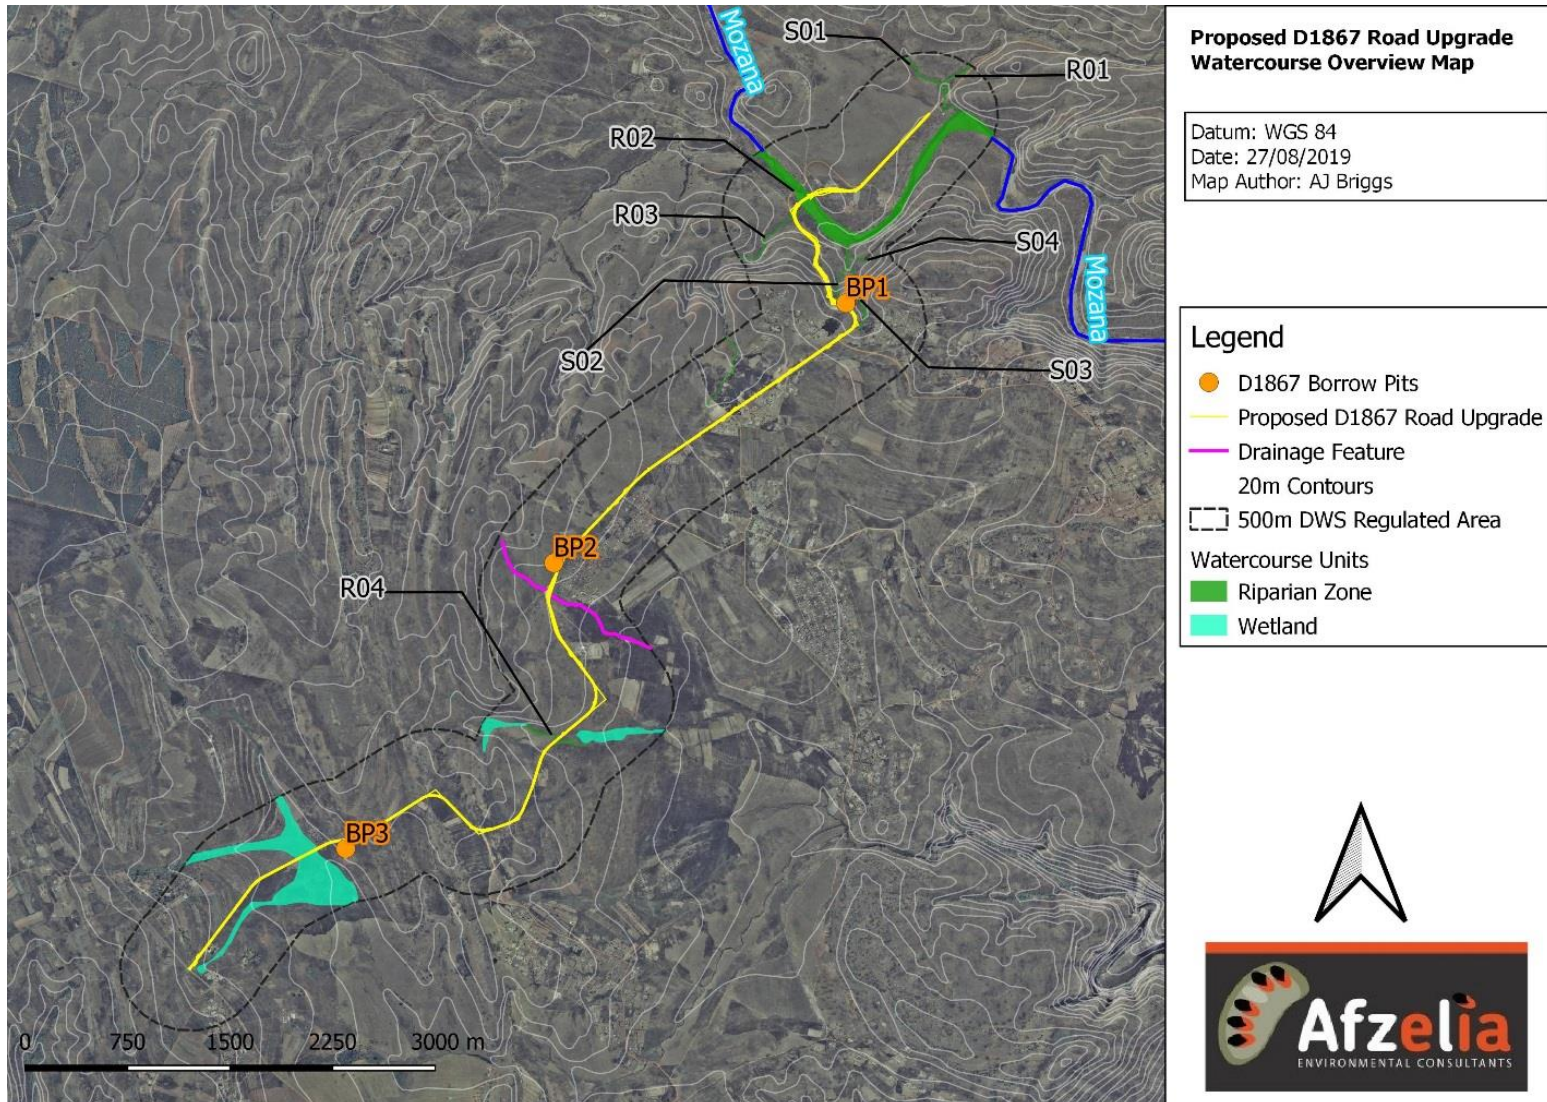 Mozana
S01
R01
R02
R03
S04
Mozana
BP1
S02
S03
BP2
R04
BP3
0 750 1500 2250 3000 m
Proposed D1867 Road Upgrade
Watercourse Overview Map
Datum: WGS 84
Date: 27/08/2019
Map Author: AJ Briggs
Legend
D1867 Borrow Pits
Proposed D1867 Road Upgrade
Drainage Feature
20m Contours
500m DWS Regulated Area
Watercourse Units
Riparian Zone
Wetland
Afzelia
ENVIRONMENTAL CONSULTANTS